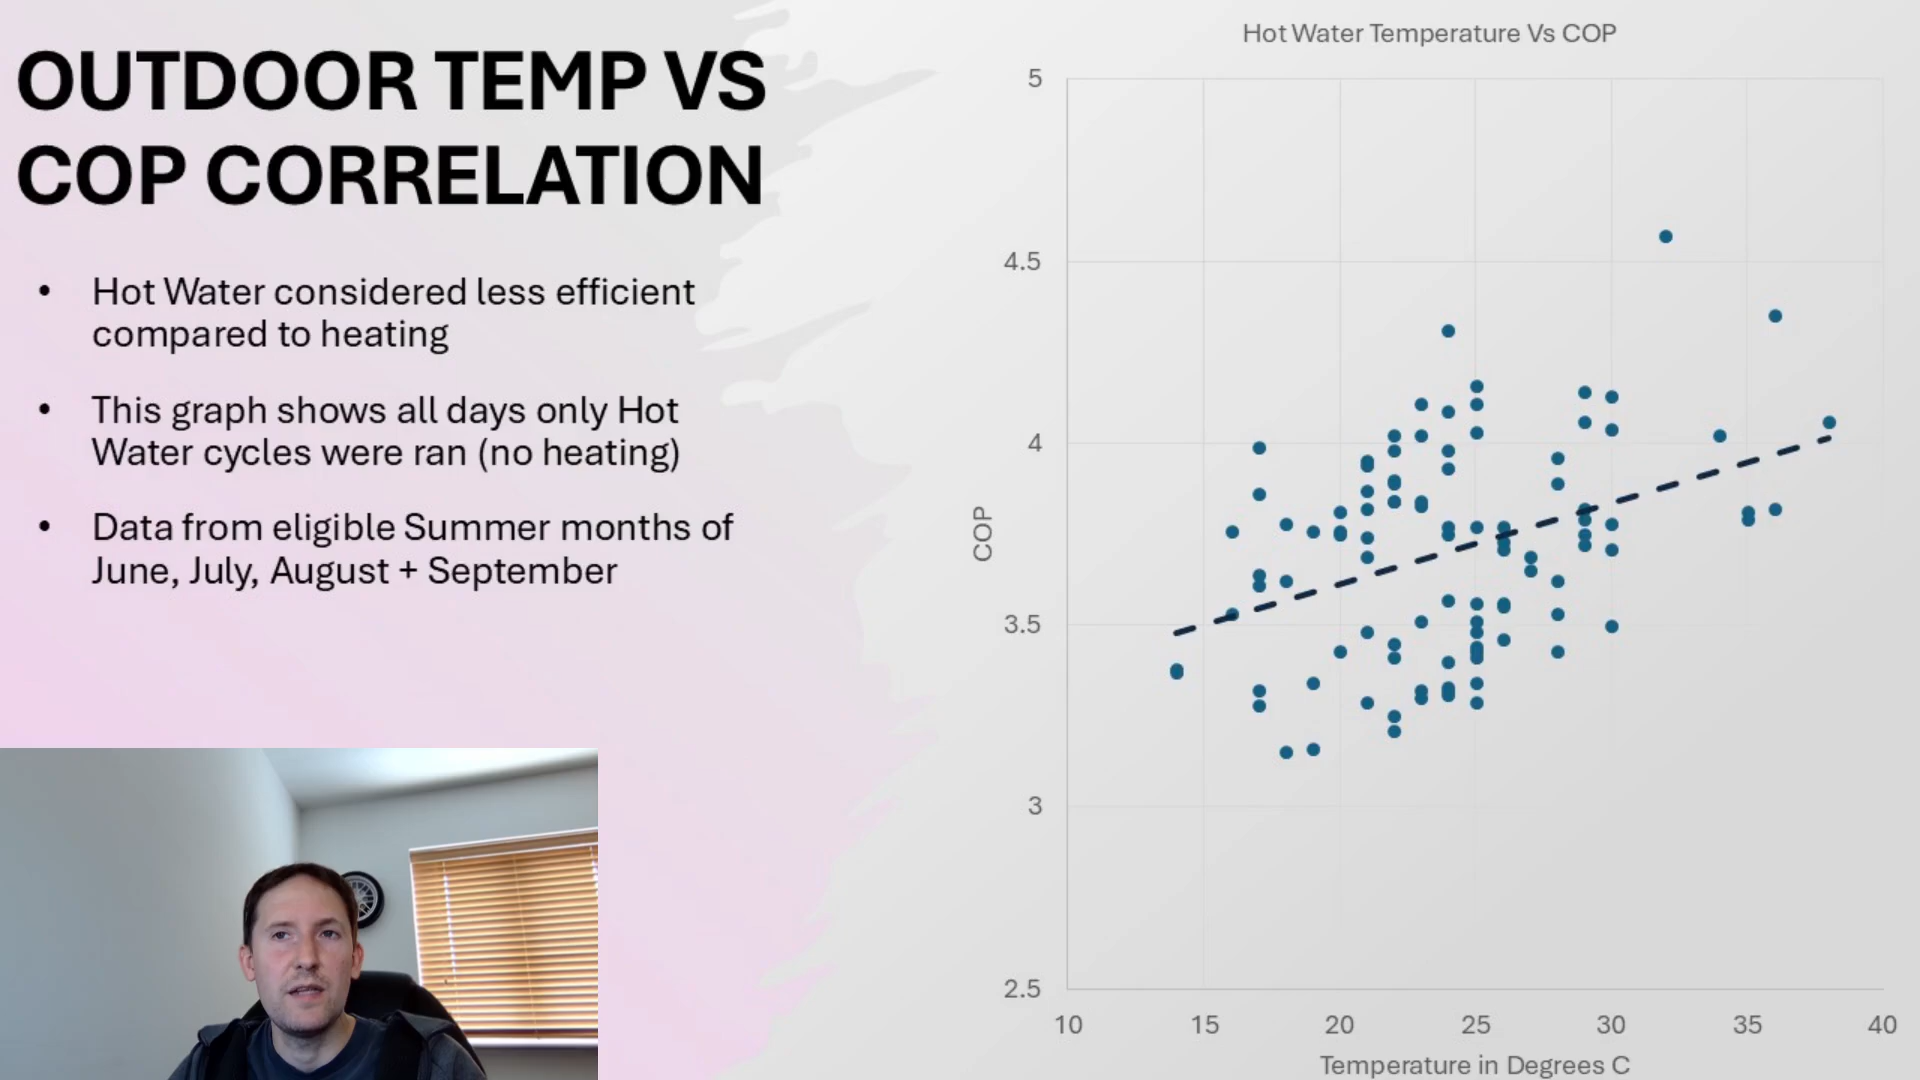 OUTDOOR TEMP VS
COP CORRELATION
• Hot Water considered less efficient
compared to heating
• This graph shows all days only Hot
Water cycles were ran (no heating)
• Data from eligible Summer months of
June, July, August + September
Hot Water Temperature Vs COP
5
4.5
4
3.5
3
2.5
COP
10 15 20 25 30 35 40
Temperature in Degrees C